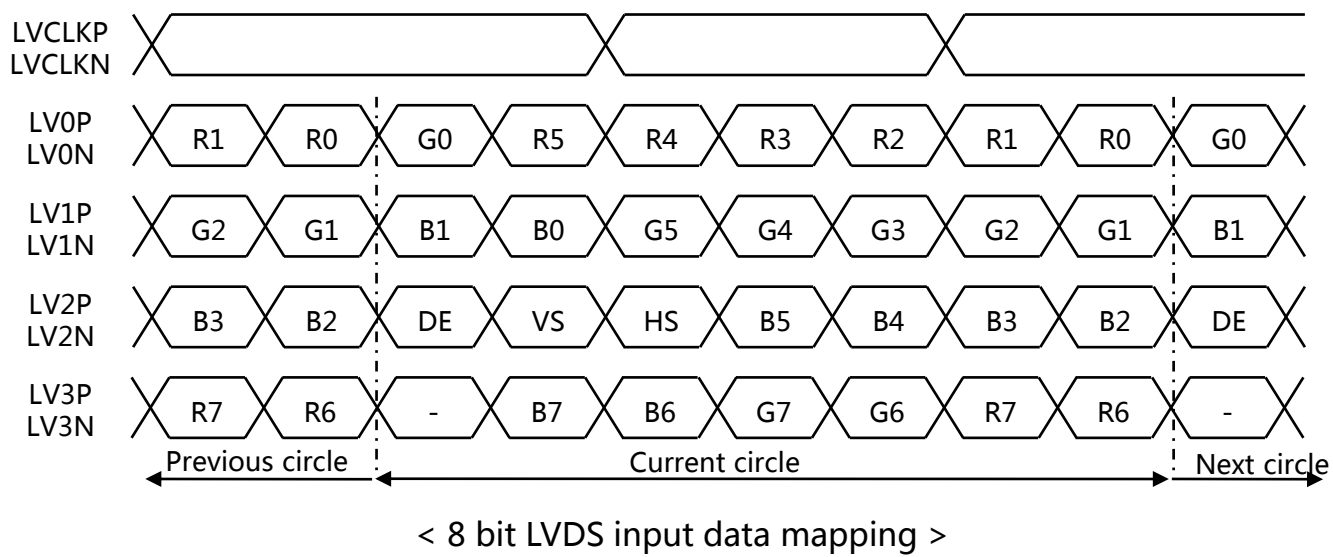 LVCLKP
LVCLKN
LV0P
LV0N
R1 R0 G0 R5 R4 R3 R2 R1 R0 G0
LV1P
LV1N
G2 G1 B1 B0 G5 G4 G3 G2 G1 B1
LV2P
LV2N
B3 B2 DE VS HS B5 B4 B3 B2 DE
LV3P
LV3N
R7 R6 - B7 B6 G7 G6 R7 R6 -
Previous circle Current circle Next circle
< 8 bit LVDS input data mapping >